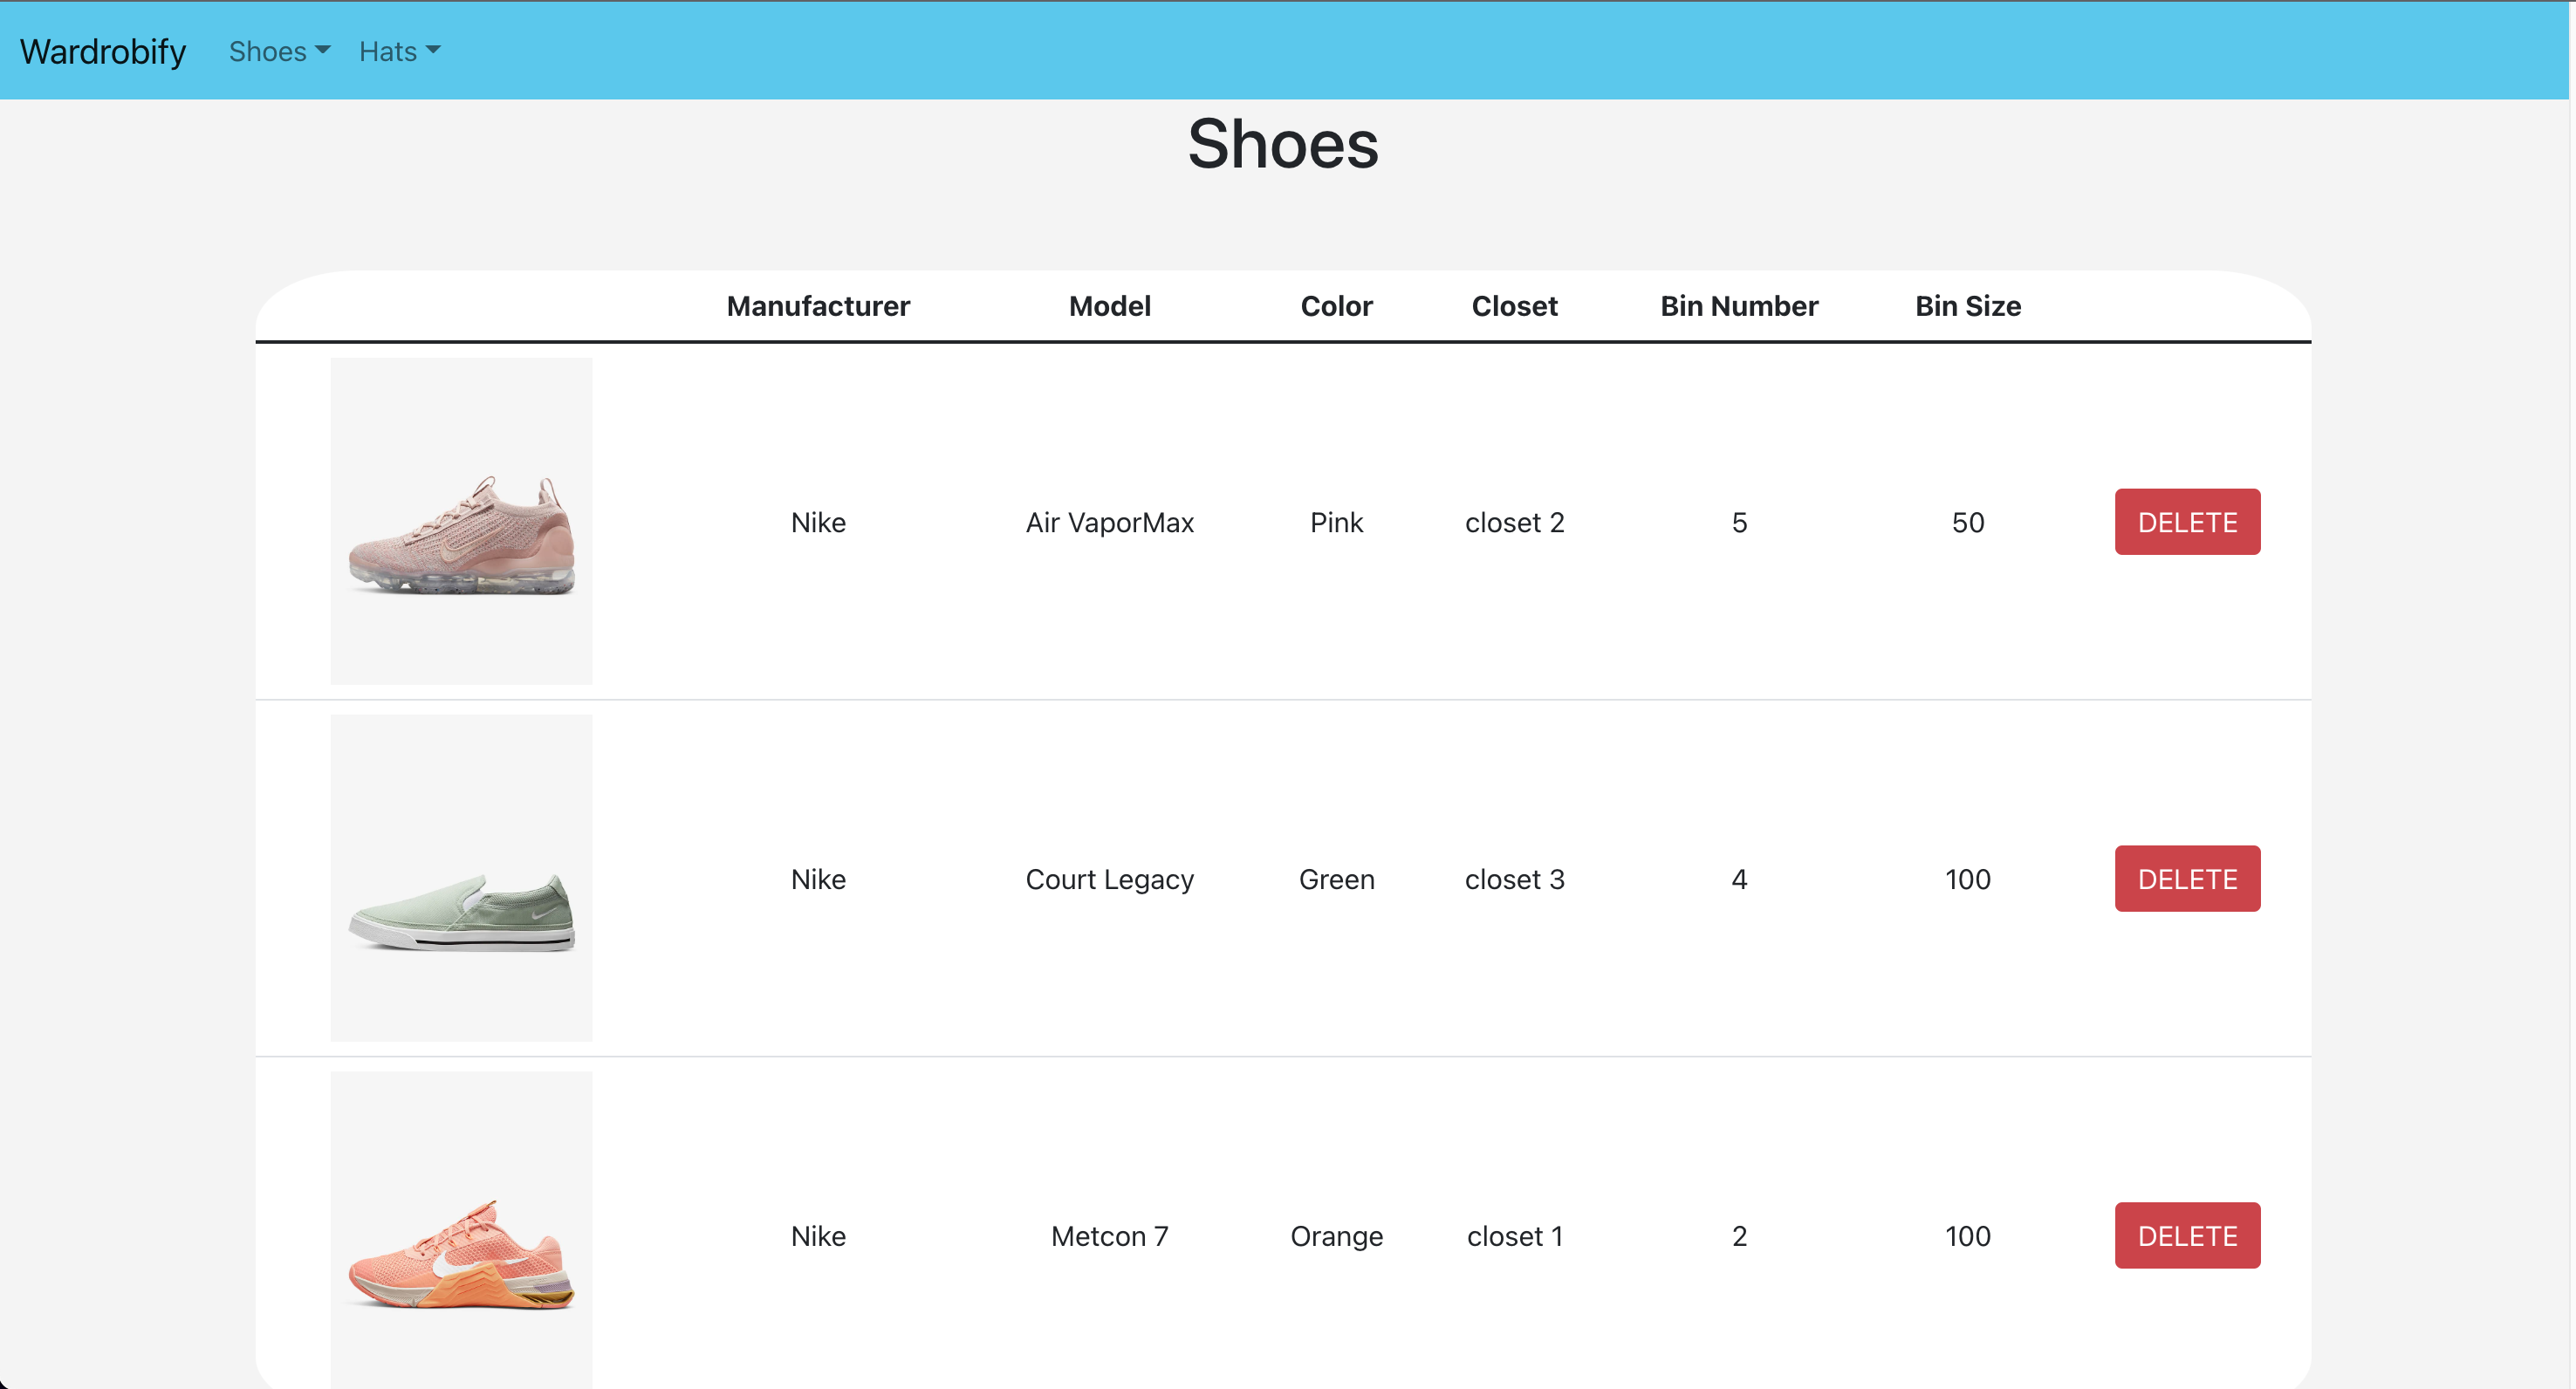 Wardrobify Shoes Hats
Shoes
Manufacturer Model Color Closet Bin Number Bin Size
Nike Air VaporMax Pink closet 2 5 50 DELETE
Nike Court Legacy Green closet 3 4 100 DELETE
Nike Metcon 7 Orange closet 1 2 100 DELETE